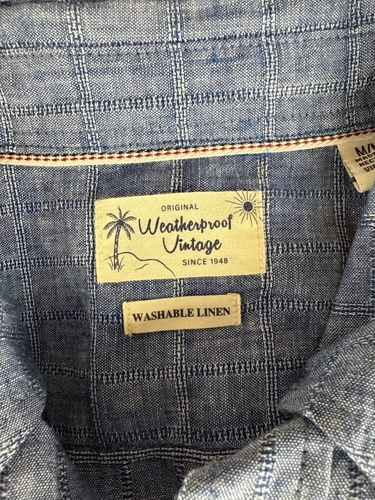 ORIGINAL
Weatherproof
Vintage
SINCE 1948
WASHABLE LINEN